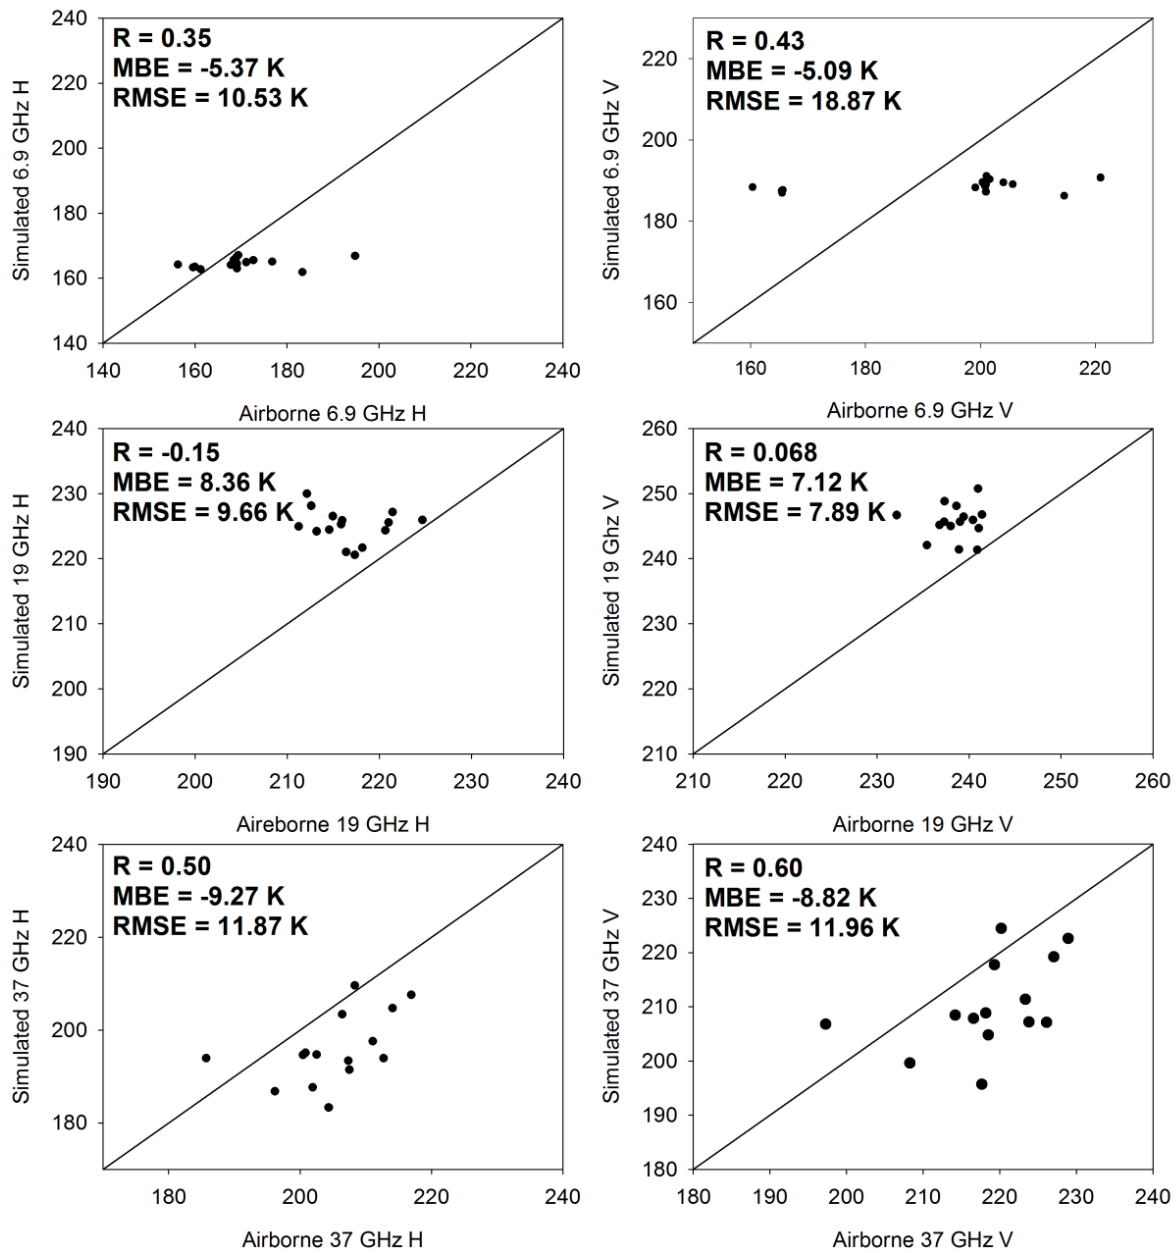 R = 0.35
MBE = -5.37 K
RMSE = 10.53 K
Simulated 6.9 GHz H
240
220
200
180
160
140
140 160 180 200 220 240
Airborne 6.9 GHz H
R = 0.43
MBE = -5.09 K
RMSE = 18.87 K
Simulated 6.9 GHz V
220
200
180
160
160 180 200 220
Airborne 6.9 GHz V
R = -0.15
MBE = 8.36 K
RMSE = 9.66 K
Simulated 19 GHz H
240
230
220
210
200
190
190 200 210 220 230 240
Aireborne 19 GHz H
R = 0.068
MBE = 7.12 K
RMSE = 7.89 K
Simulated 19 GHz V
260
250
240
230
220
210
210 220 230 240 250 260
Airborne 19 GHz V
R = 0.50
MBE = -9.27 K
RMSE = 11.87 K
Simulated 37 GHz H
240
220
200
180
180 200 220 240
Airborne 37 GHz H
R = 0.60
MBE = -8.82 K
RMSE = 11.96 K
Simulated 37 GHz V
240
230
220
210
200
190
180
180 190 200 210 220 230 240
Airborne 37 GHz V